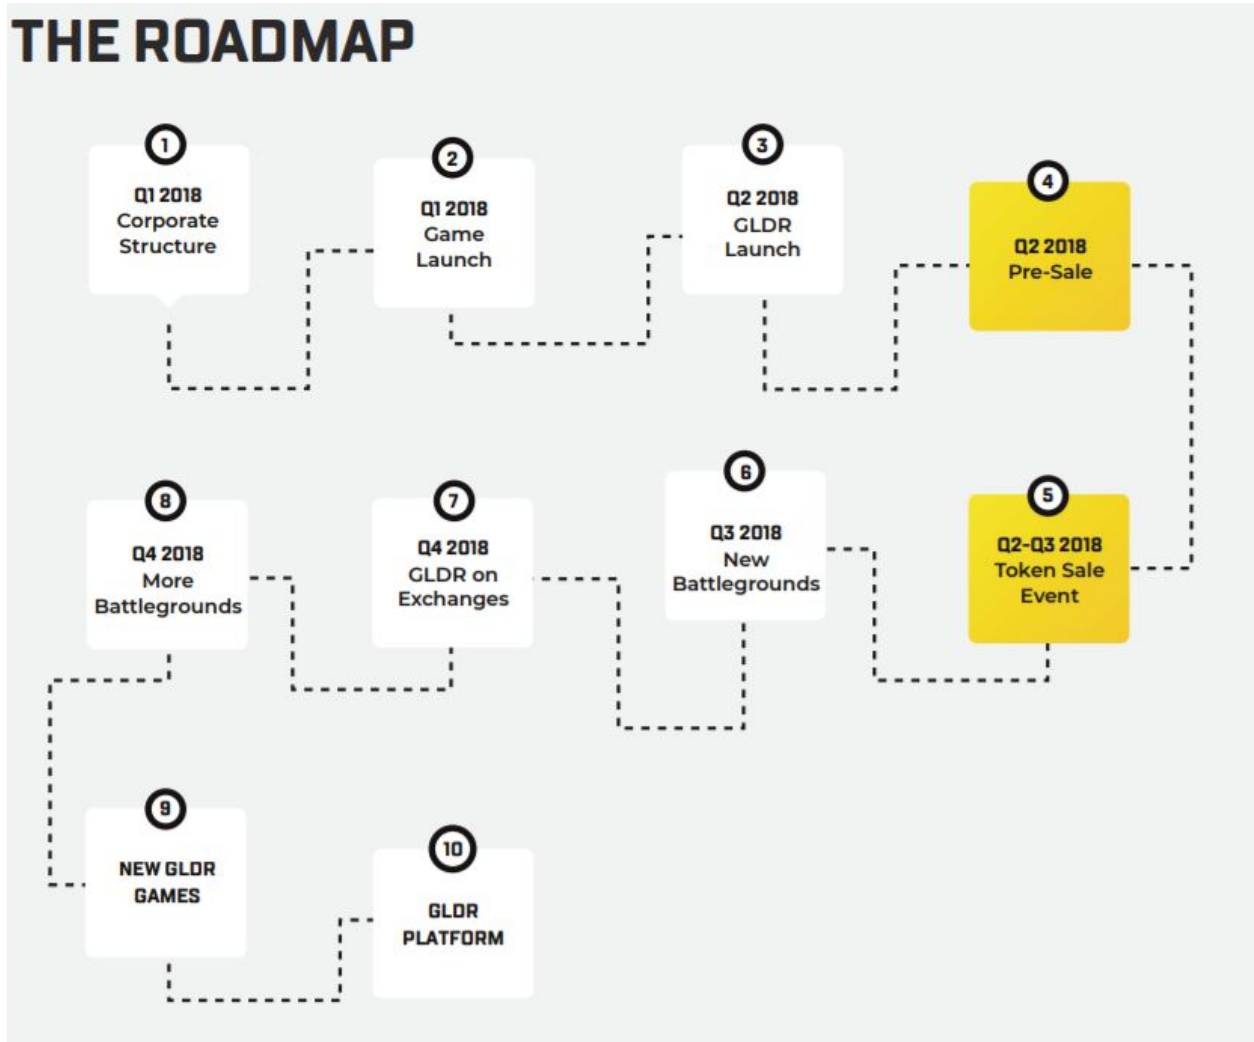 THE ROADMAP
1
Q1 2018
Corporate
Structure
2
Q1 2018
Game
Launch
3
Q2 2018
GLDR
Launch
4
Q2 2018
Pre-Sale
5
Q2-Q3 2018
Token Sale
Event
6
Q3 2018
New
Battlegrounds
7
Q4 2018
GLDR on
Exchanges
8
Q4 2018
More
Battlegrounds
9
NEW GLDR
GAMES
10
GLDR
PLATFORM